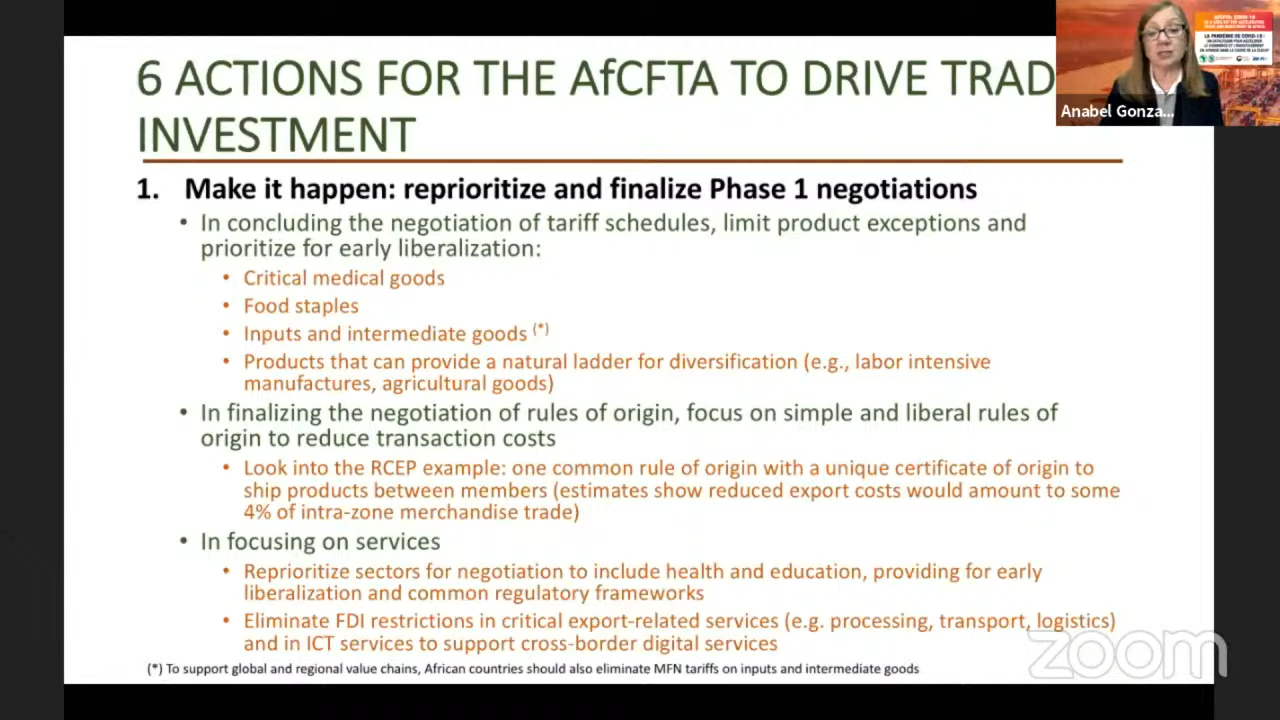 6 ACTIONS FOR THE AfCFTA TO DRIVE TRAD
INVESTMENT
1. Make it happen: reprioritize and finalize Phase 1 negotiations
• In concluding the negotiation of tariff schedules, limit product exceptions and
prioritize for early liberalization:
• Critical medical goods
• Food staples
• Inputs and intermediate goods (*)
• Products that can provide a natural ladder for diversification (e.g., labor intensive
manufactures, agricultural goods)
• In finalizing the negotiation of rules of origin, focus on simple and liberal rules of
origin to reduce transaction costs
• Look into the RCEP example: one common rule of origin with a unique certificate of origin to
ship products between members (estimates show reduced export costs would amount to some
4% of intra-zone merchandise trade)
• In focusing on services
• Reprioritize sectors for negotiation to include health and education, providing for early
liberalization and common regulatory frameworks
• Eliminate FDI restrictions in critical export-related services (e.g. processing, transport, logistics)
and in ICT services to support cross-border digital services
(*) To support global and regional value chains, African countries should also eliminate MFN tariffs on inputs and intermediate goods
Anabel Gonza...
LA PANDÉMIE DE COVID-19 :
zoom